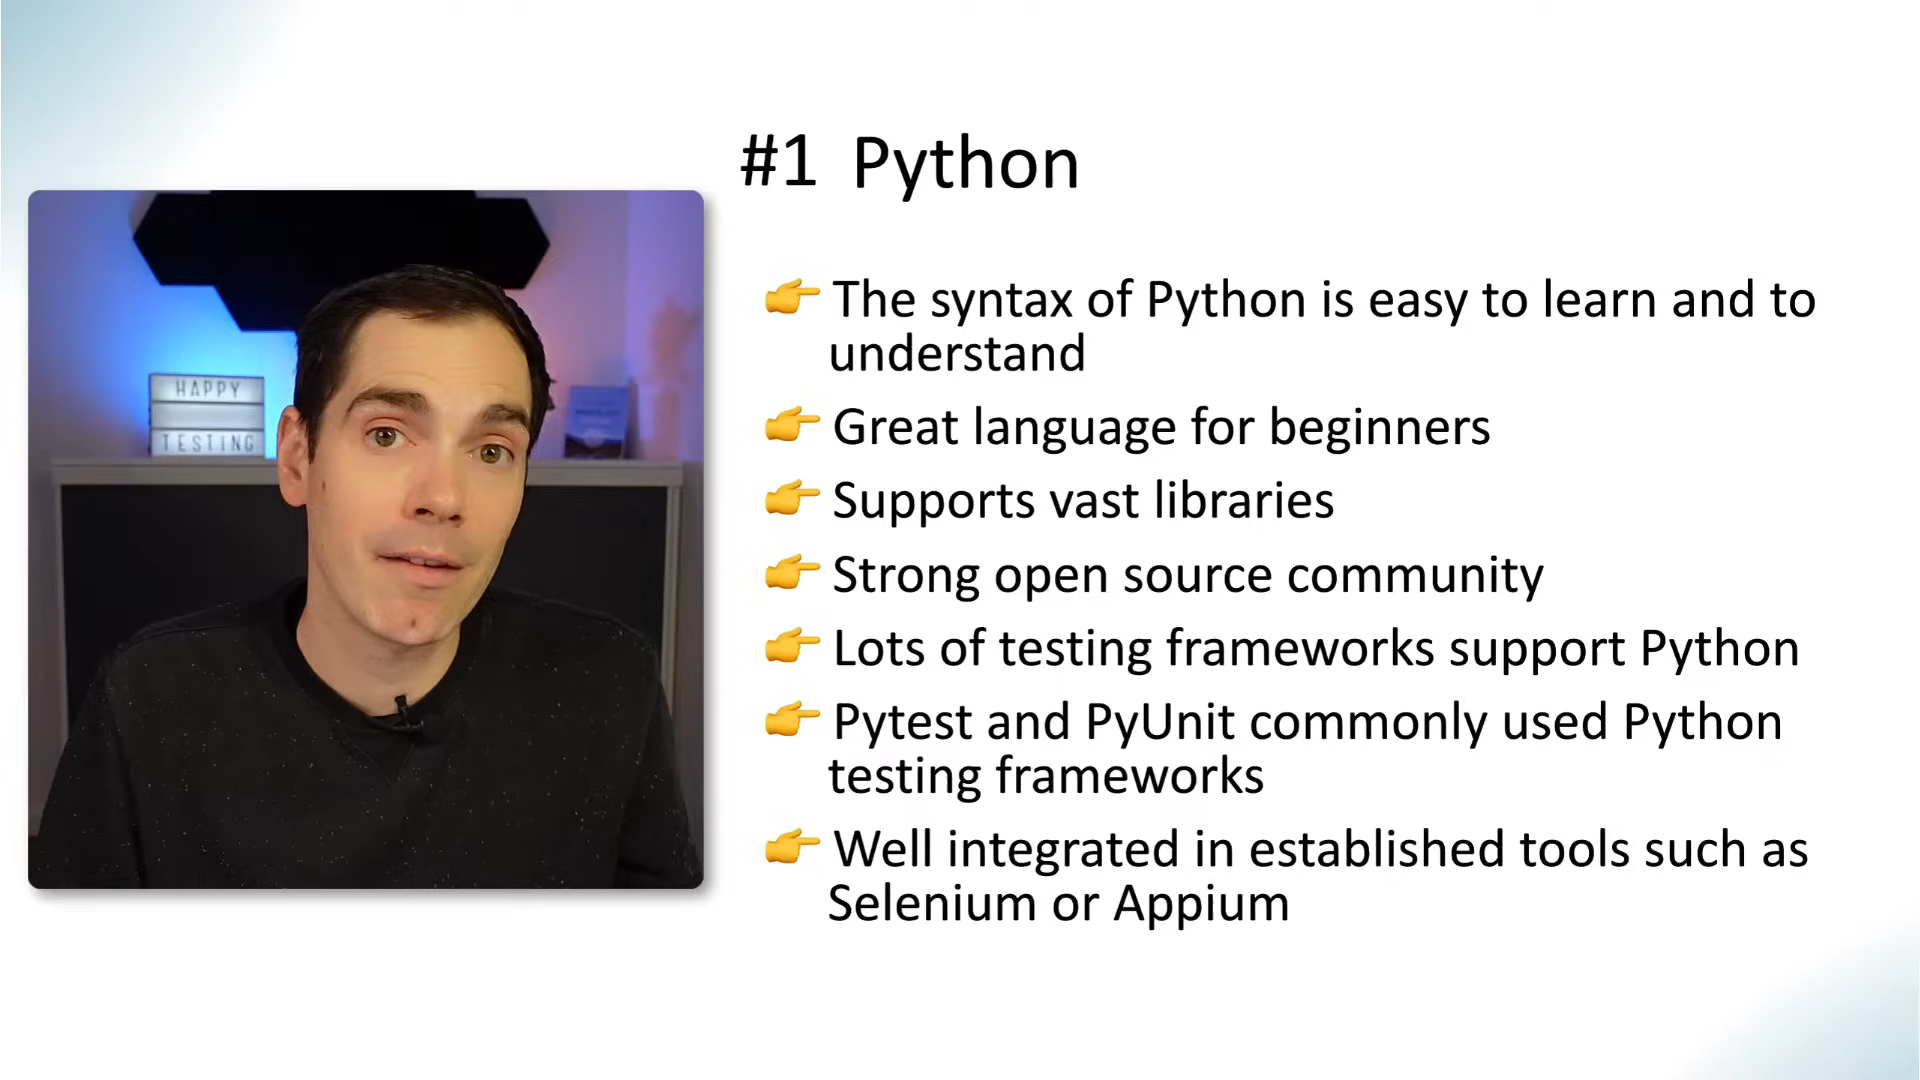 #1 Python
👉 The syntax of Python is easy to learn and to
understand
👉 Great language for beginners
👉 Supports vast libraries
👉 Strong open source community
👉 Lots of testing frameworks support Python
👉 Pytest and PyUnit commonly used Python
testing frameworks
👉 Well integrated in established tools such as
Selenium or Appium
HAPPY
TESTING